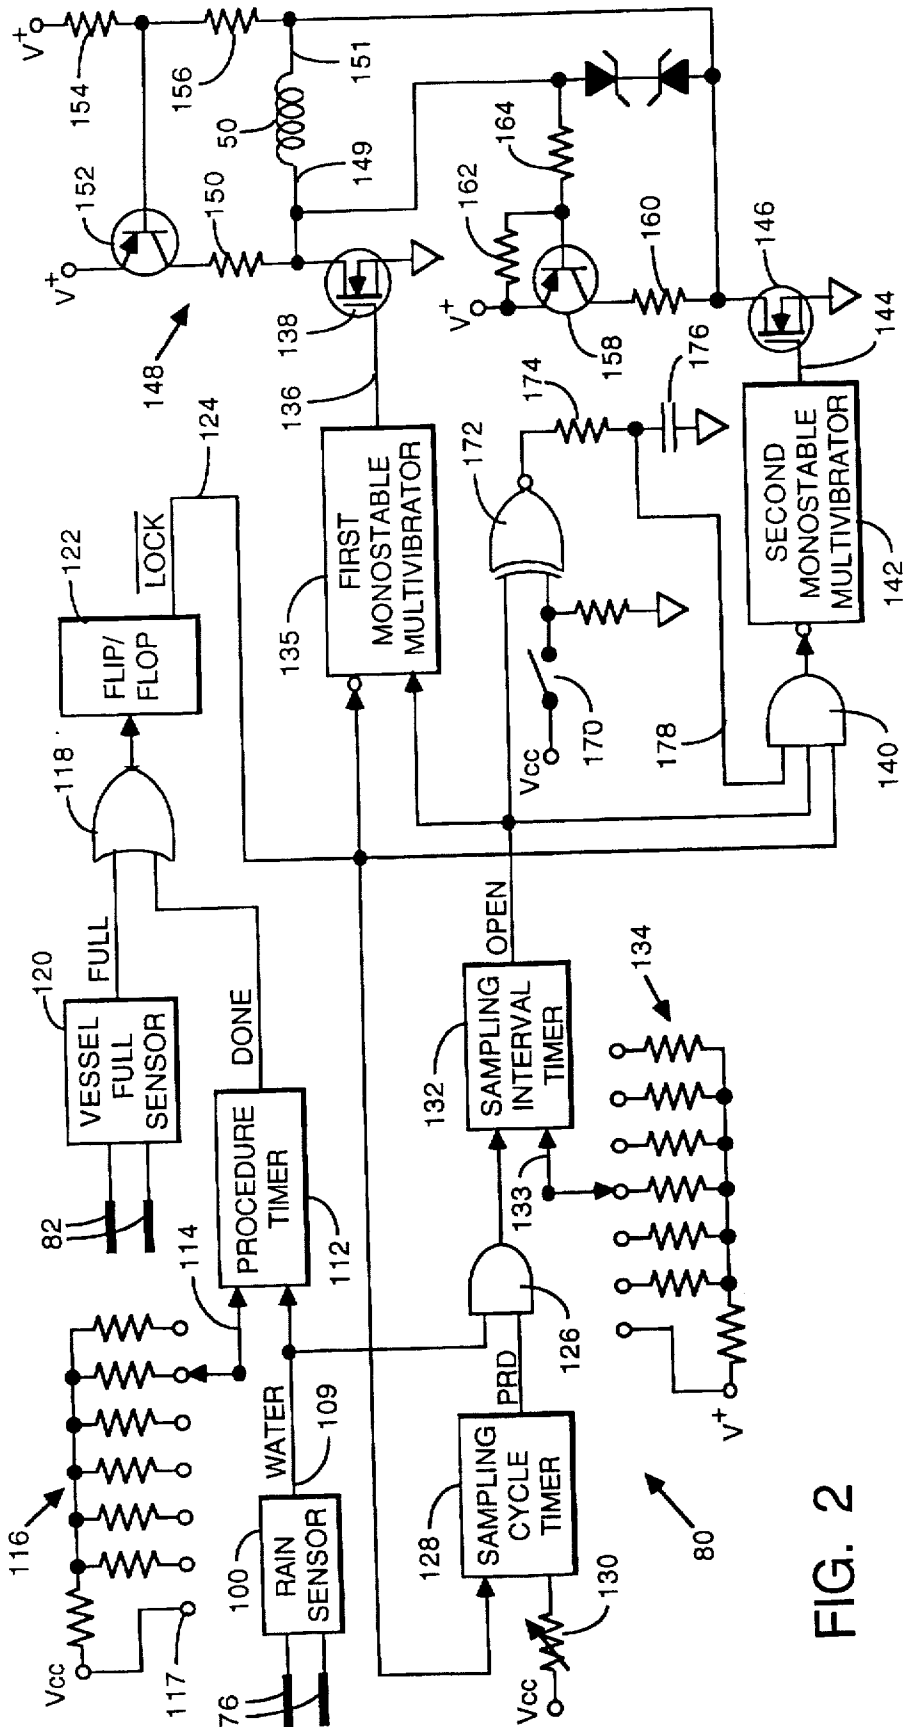 V+
154
156
151
50
149
152
V+
150
148
138
136
124
LOCK
122
FLIP/
FLOP
118
FULL
120
VESSEL
FULL
SENSOR
82
DONE
PROCEDURE
TIMER
112
114
116
Vcc
117
WATER
109
100
RAIN
SENSOR
76
135
FIRST
MONOSTABLE
MULTIVIBRATOR
164
162
V+
158
160
146
144
174
176
172
170
Vcc
178
140
SECOND
MONOSTABLE
MULTIVIBRATOR
142
OPEN
132
SAMPLING
INTERVAL
TIMER
133
134
126
PRD
128
SAMPLING
CYCLE
TIMER
130
Vcc
V+
80
FIG. 2